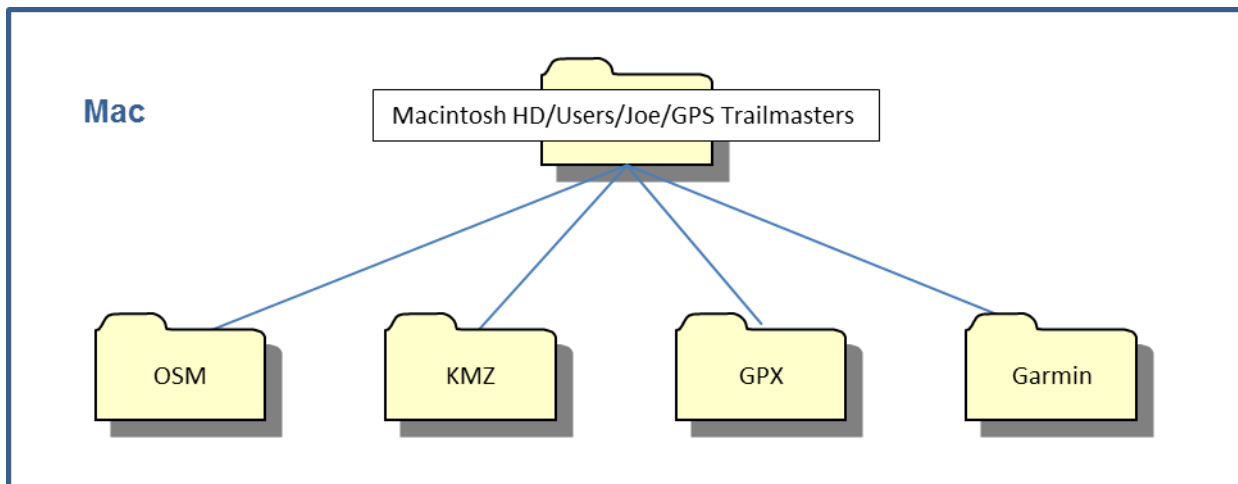 Mac
Macintosh HD/Users/Joe/GPS Trailmasters
OSM
KMZ
GPX
Garmin